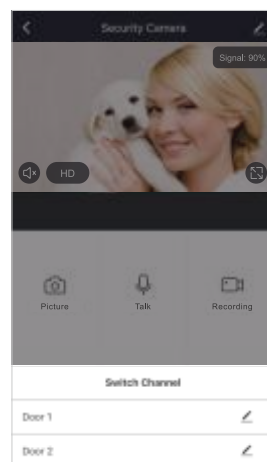 Security Camera
Signal: 90%
HD
Picture Talk Recording
Switch Channel
Door 1
Door 2